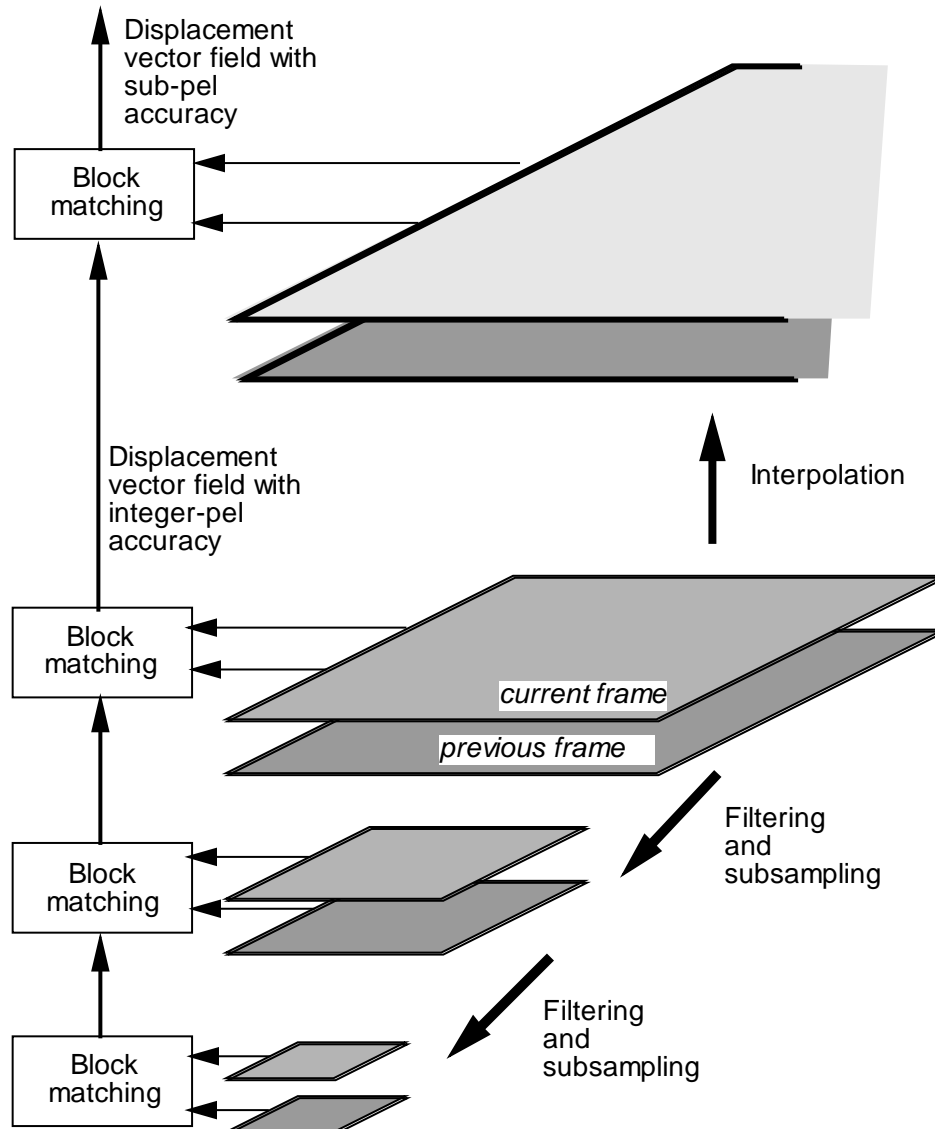 Displacement
vector field with
sub-pel
accuracy
Block
matching
Displacement
vector field with
integer-pel
accuracy
Interpolation
Block
matching
current frame
previous frame
Filtering
and
subsampling
Block
matching
Filtering
and
subsampling
Block
matching